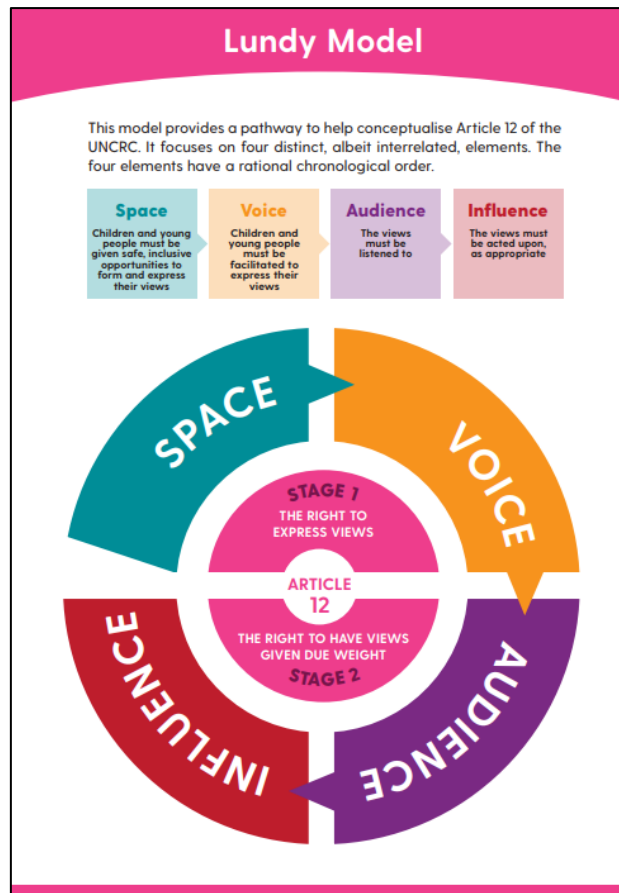 Lundy Model
This model provides a pathway to help conceptualise Article 12 of the
UNCRC. It focuses on four distinct, albeit interrelated, elements. The
four elements have a rational chronological order.
Space
Children and young
people must be
given safe, inclusive
opportunities to
form and express
their views
Voice
Children and
young people
must be
facilitated to
express their
views
Audience
The views
must be
listened to
Influence
The views must
be acted upon,
as appropriate
SPACE
VOICE
STAGE 1
THE RIGHT TO
EXPRESS VIEWS
ARTICLE
12
THE RIGHT TO HAVE VIEWS
GIVEN DUE WEIGHT
STAGE 2
INFLUENCE
AUDIENCE